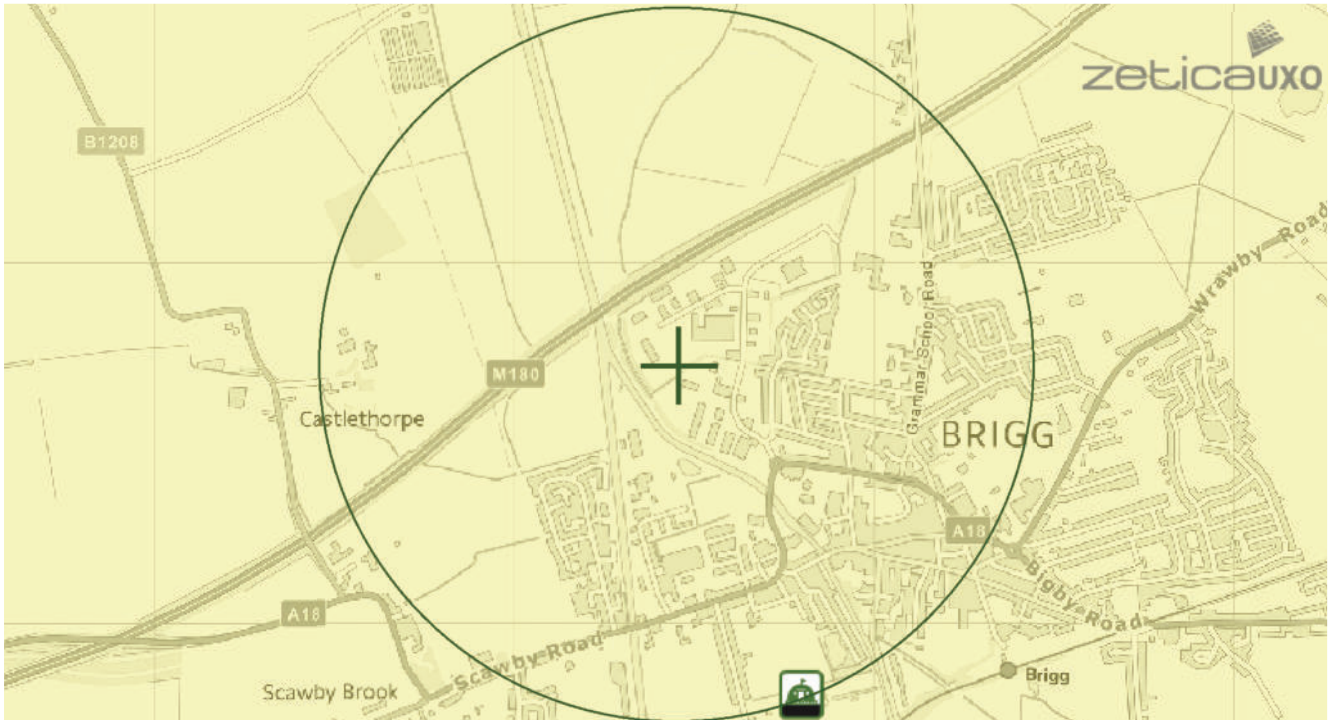 zeticauxo
B1208
Wrawby Road
Grammar School Road
M180
Castlethorpe
BRIGG
A18
Bigby Road
A18
Scawby Road
Brigg
Scawby Brook